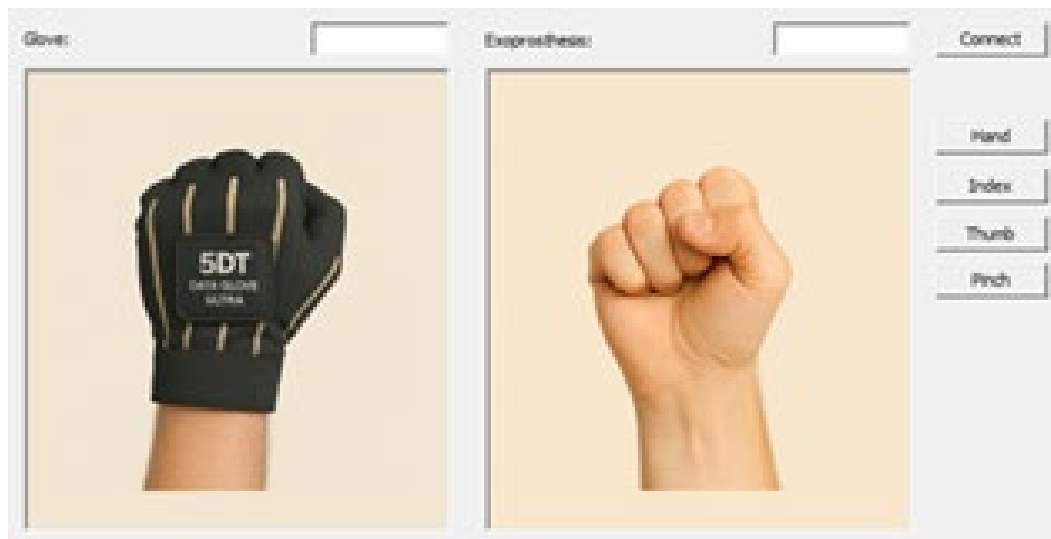 Glove:
Exoprosthesis:
Connect
Hand
Index
Thumb
Pinch
5DT
DATA GLOVE
ULTRA